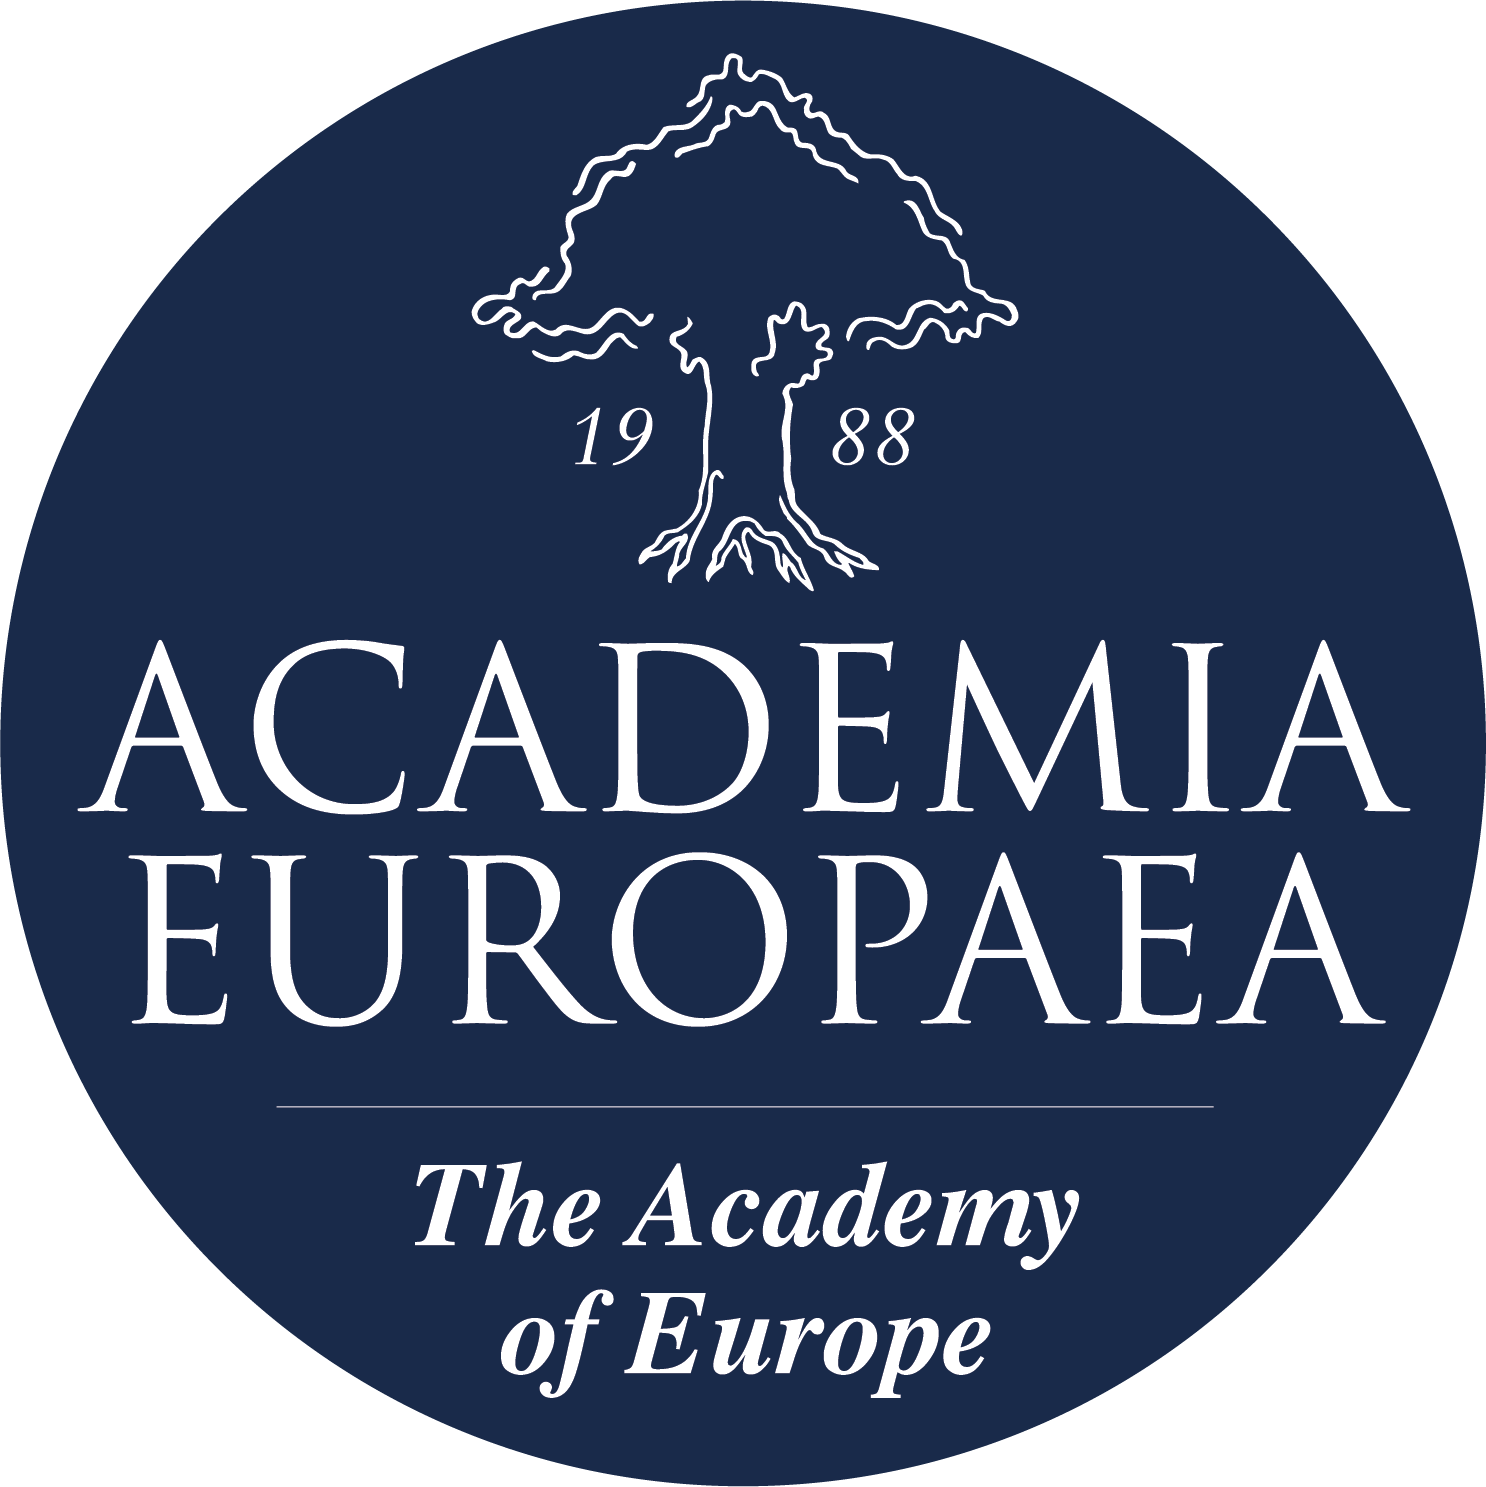 19 88
ACADEMIA
EUROPAEA
The Academy
of Europe